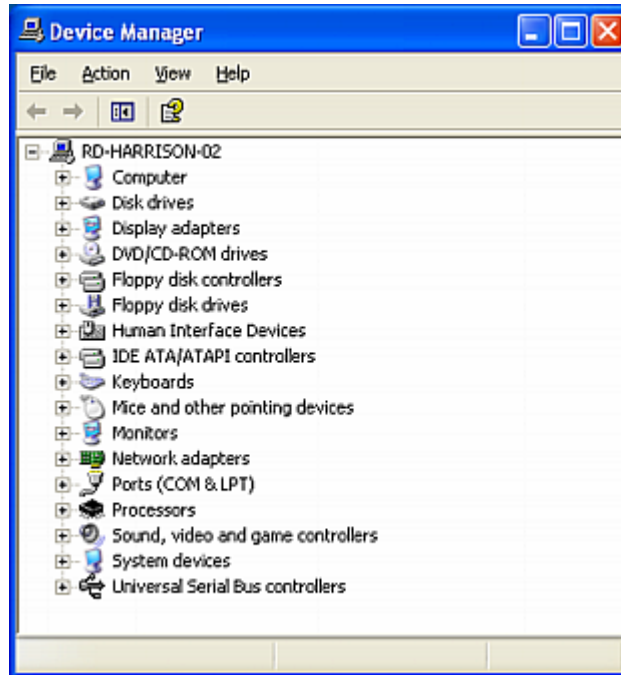 Device Manager
File Action View Help
RD-HARRISON-02
Computer
Disk drives
Display adapters
DVD/CD-ROM drives
Floppy disk controllers
Floppy disk drives
Human Interface Devices
IDE ATA/ATAPI controllers
Keyboards
Mice and other pointing devices
Monitors
Network adapters
Ports (COM & LPT)
Processors
Sound, video and game controllers
System devices
Universal Serial Bus controllers